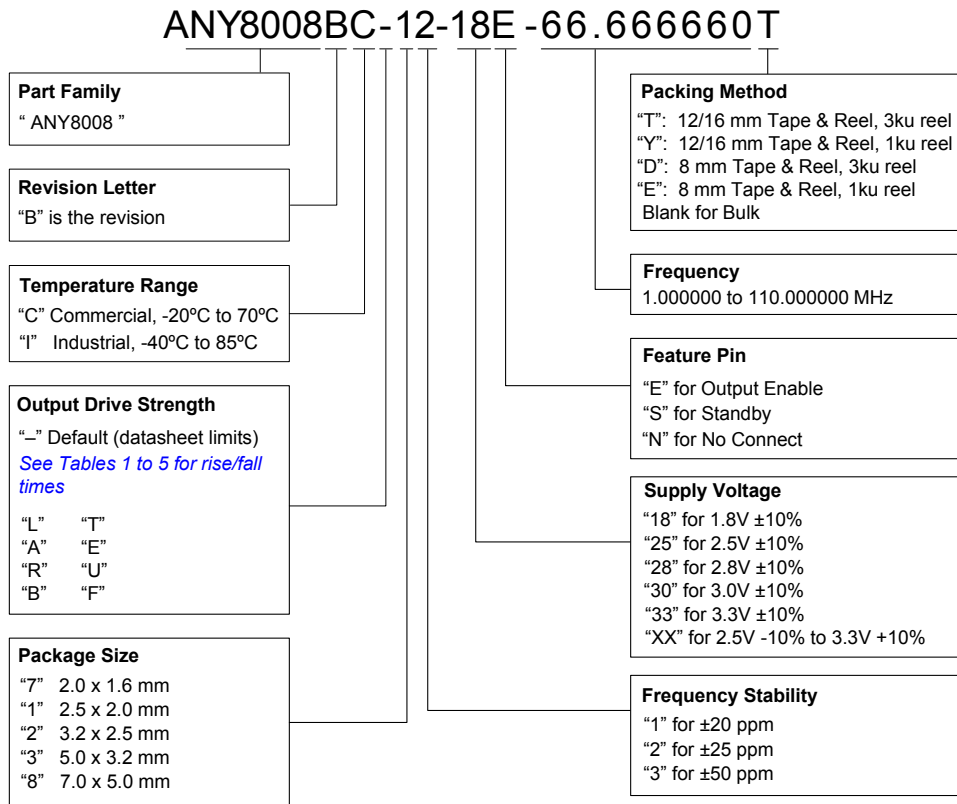 ANY8008BC-12-18E-66.666660T
Part Family
“ ANY8008 ”
Revision Letter
“B” is the revision
Temperature Range
“C” Commercial, -20ºC to 70ºC
“I” Industrial, -40ºC to 85ºC
Output Drive Strength
“–” Default (datasheet limits)
See Tables 1 to 5 for rise/fall
times
“L” “T”
“A” “E”
“R” “U”
“B” “F”
Package Size
“7” 2.0 x 1.6 mm
“1” 2.5 x 2.0 mm
“2” 3.2 x 2.5 mm
“3” 5.0 x 3.2 mm
“8” 7.0 x 5.0 mm
Packing Method
“T”: 12/16 mm Tape & Reel, 3ku reel
“Y”: 12/16 mm Tape & Reel, 1ku reel
“D”: 8 mm Tape & Reel, 3ku reel
“E”: 8 mm Tape & Reel, 1ku reel
Blank for Bulk
Frequency
1.000000 to 110.000000 MHz
Feature Pin
“E” for Output Enable
“S” for Standby
“N” for No Connect
Supply Voltage
“18” for 1.8V ±10%
“25” for 2.5V ±10%
“28” for 2.8V ±10%
“30” for 3.0V ±10%
“33” for 3.3V ±10%
“XX” for 2.5V -10% to 3.3V +10%
Frequency Stability
“1” for ±20 ppm
“2” for ±25 ppm
“3” for ±50 ppm